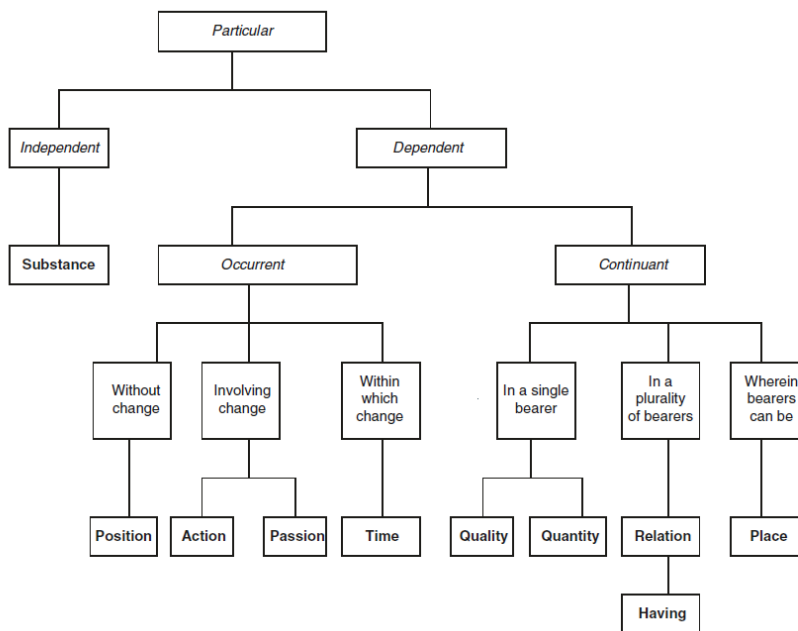 Particular
Independent
Dependent
Substance
Occurrent
Continuant
Without
change
Involving
change
Within
which
change
In a single
bearer
In a
plurality
of bearers
Wherein
bearers
can be
Position
Action
Passion
Time
Quality
Quantity
Relation
Place
Having